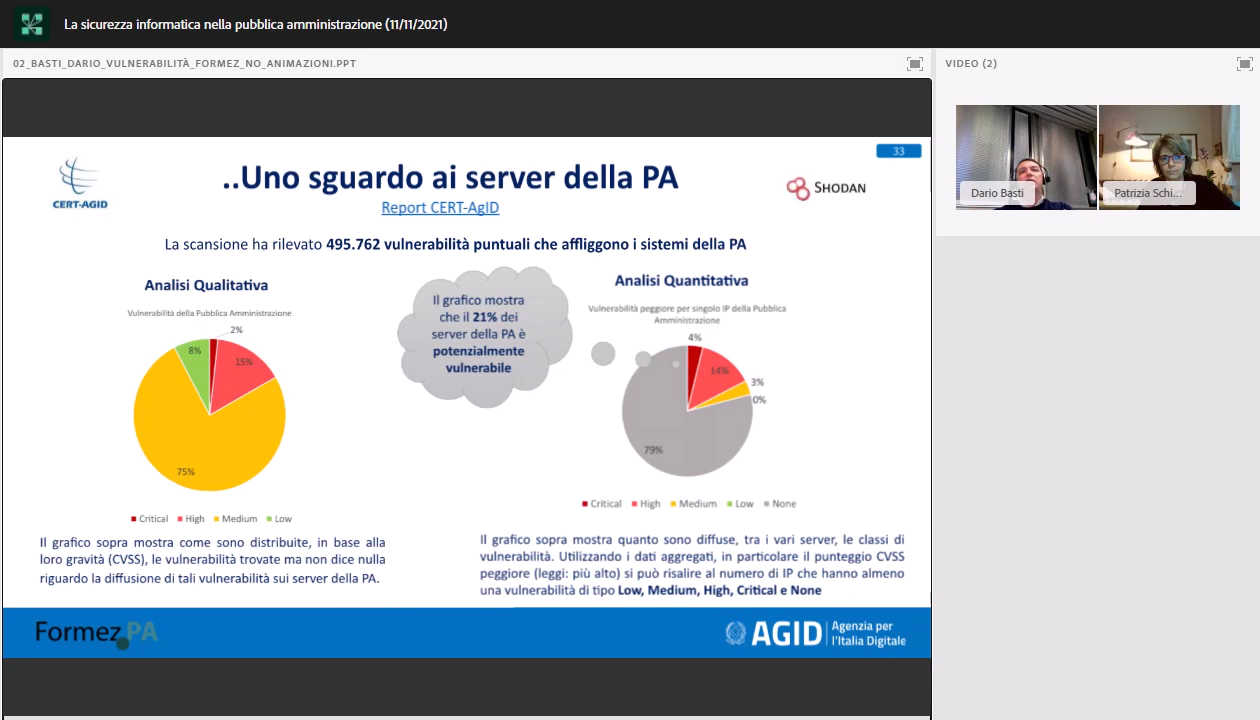 La sicurezza informatica nella pubblica amministrazione (11/11/2021)
02_BASTI_DARIO_VULNERABILITÀ_FORMEZ_NO_ANIMAZIONI.PPT
VIDEO (2)
Dario Basti
Patrizia Schi...
33
CERT-AGID
..Uno sguardo ai server della PA
Report CERT-AgID
SHODAN
La scansione ha rilevato 495.762 vulnerabilità puntuali che affliggono i sistemi della PA
Analisi Qualitativa
Vulnerabilità della Pubblica Amministrazione
2%
8%
15%
75%
Critical High Medium Low
Il grafico sopra mostra come sono distribuite, in base alla
loro gravità (CVSS), le vulnerabilità trovate ma non dice nulla
riguardo la diffusione di tali vulnerabilità sui server della PA.
Il grafico mostra
che il 21% dei
server della PA è
potenzialmente
vulnerabile
Analisi Quantitativa
Vulnerabilità peggiore per singolo IP della Pubblica
Amministrazione
4%
14%
3%
0%
79%
Critical High Medium Low None
Il grafico sopra mostra quanto sono diffuse, tra i vari server, le classi di
vulnerabilità. Utilizzando i dati aggregati, in particolare il punteggio CVSS
peggiore (leggi: più alto) si può risalire al numero di IP che hanno almeno
una vulnerabilità di tipo Low, Medium, High, Critical e None
Formez PA
AGID
Agenzia per
l'Italia Digitale